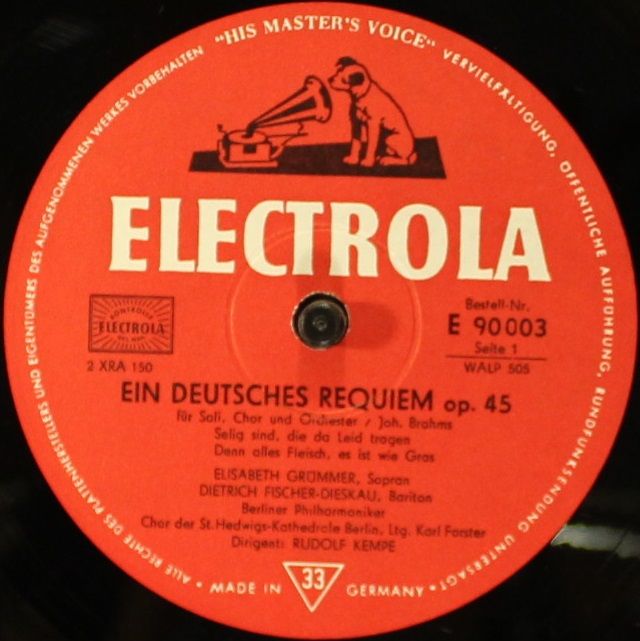 "HIS MASTER'S VOICE"
VERVIELFÄLTIGUNG, ÖFFENTLICHE AUFFÜHRUNG, RUNDFUNKSENDUNG UNTERSAGT •
ALLE RECHTE DES PLATTENHERSTELLERS UND EIGENTÜMERS DES AUFGENOMMENEN WERKES VORBEHALTEN
ELECTROLA
ELECTROLA
2 XRA 150
Bestell-Nr.
E 90003
Seite 1
WALP 505
EIN DEUTSCHES REQUIEM op. 45
für Soli, Chor und Orchester / Joh. Brahms
Selig sind, die da Leid tragen
Denn alles Fleisch, es ist wie Gras
ELISABETH GRÜMMER, Sopran
DIETRICH FISCHER-DIESKAU, Bariton
Berliner Philharmoniker
Chor der St. Hedwigs-Kathedrale Berlin, Ltg. Karl Forster
Dirigent: RUDOLF KEMPE
• MADE IN 33 GERMANY •